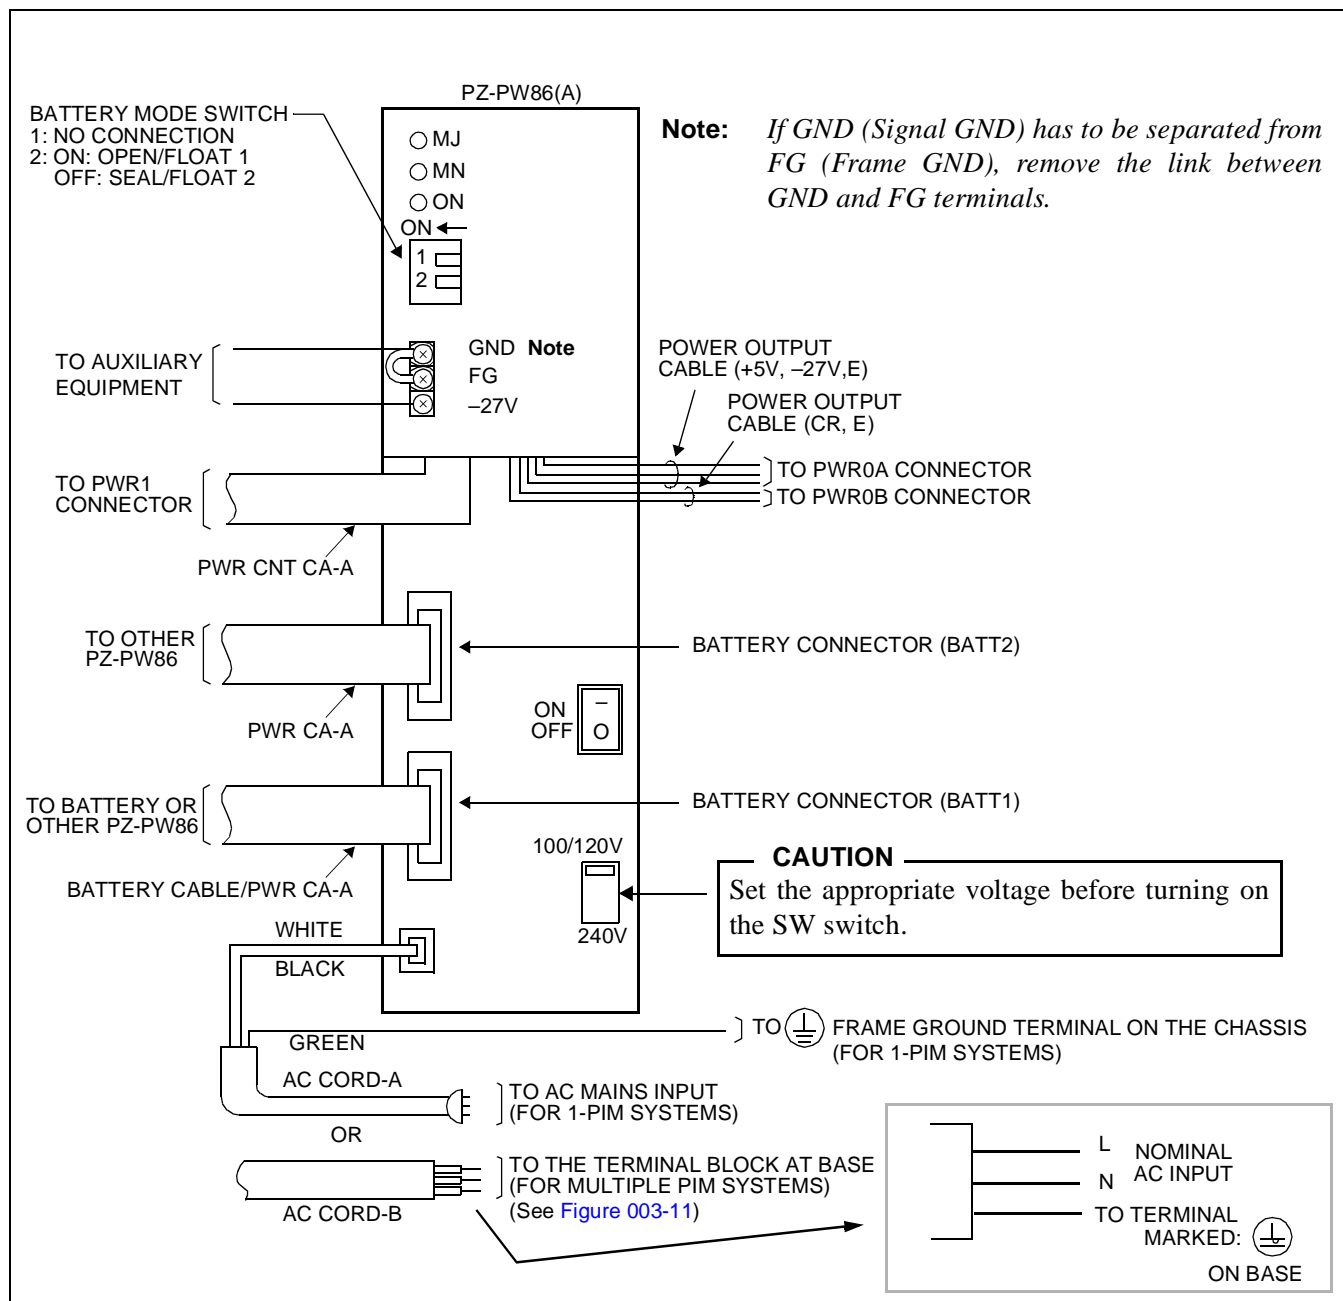 PZ-PW86(A)
BATTERY MODE SWITCH
1: NO CONNECTION
2: ON: OPEN/FLOAT 1
OFF: SEAL/FLOAT 2
MJ
MN
ON
ON
1
2
Note: If GND (Signal GND) has to be separated from
FG (Frame GND), remove the link between
GND and FG terminals.
TO AUXILIARY
EQUIPMENT
GND Note
FG
–27V
POWER OUTPUT
CABLE (+5V, –27V,E)
POWER OUTPUT
CABLE (CR, E)
TO PWR0A CONNECTOR
TO PWR0B CONNECTOR
TO PWR1
CONNECTOR
PWR CNT CA-A
TO OTHER
PZ-PW86
BATTERY CONNECTOR (BATT2)
PWR CA-A
ON
OFF
–
O
TO BATTERY OR
OTHER PZ-PW86
BATTERY CONNECTOR (BATT1)
BATTERY CABLE/PWR CA-A
100/120V
240V
CAUTION
Set the appropriate voltage before turning on
the SW switch.
WHITE
BLACK
GREEN
TO FRAME GROUND TERMINAL ON THE CHASSIS
(FOR 1-PIM SYSTEMS)
AC CORD-A
TO AC MAINS INPUT
(FOR 1-PIM SYSTEMS)
OR
TO THE TERMINAL BLOCK AT BASE
(FOR MULTIPLE PIM SYSTEMS)
(See Figure 003-11)
AC CORD-B
L
N
NOMINAL
AC INPUT
TO TERMINAL
MARKED:
ON BASE